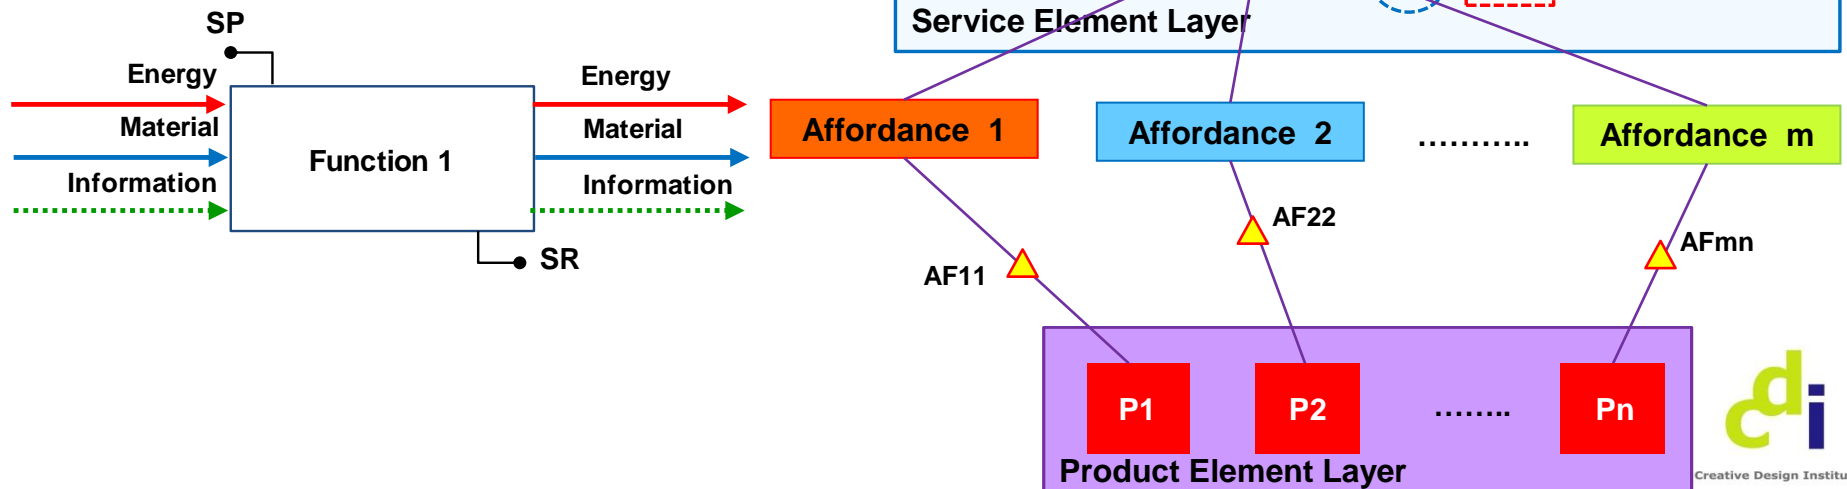 SP
Energy
Material
Information
Function 1
Energy
Material
Information
SR
Service Element Layer
Affordance 1
Affordance 2
………..
Affordance m
AF11
AF22
AFmn
P1
P2
……..
Pn
Product Element Layer
cdi
Creative Design Institu